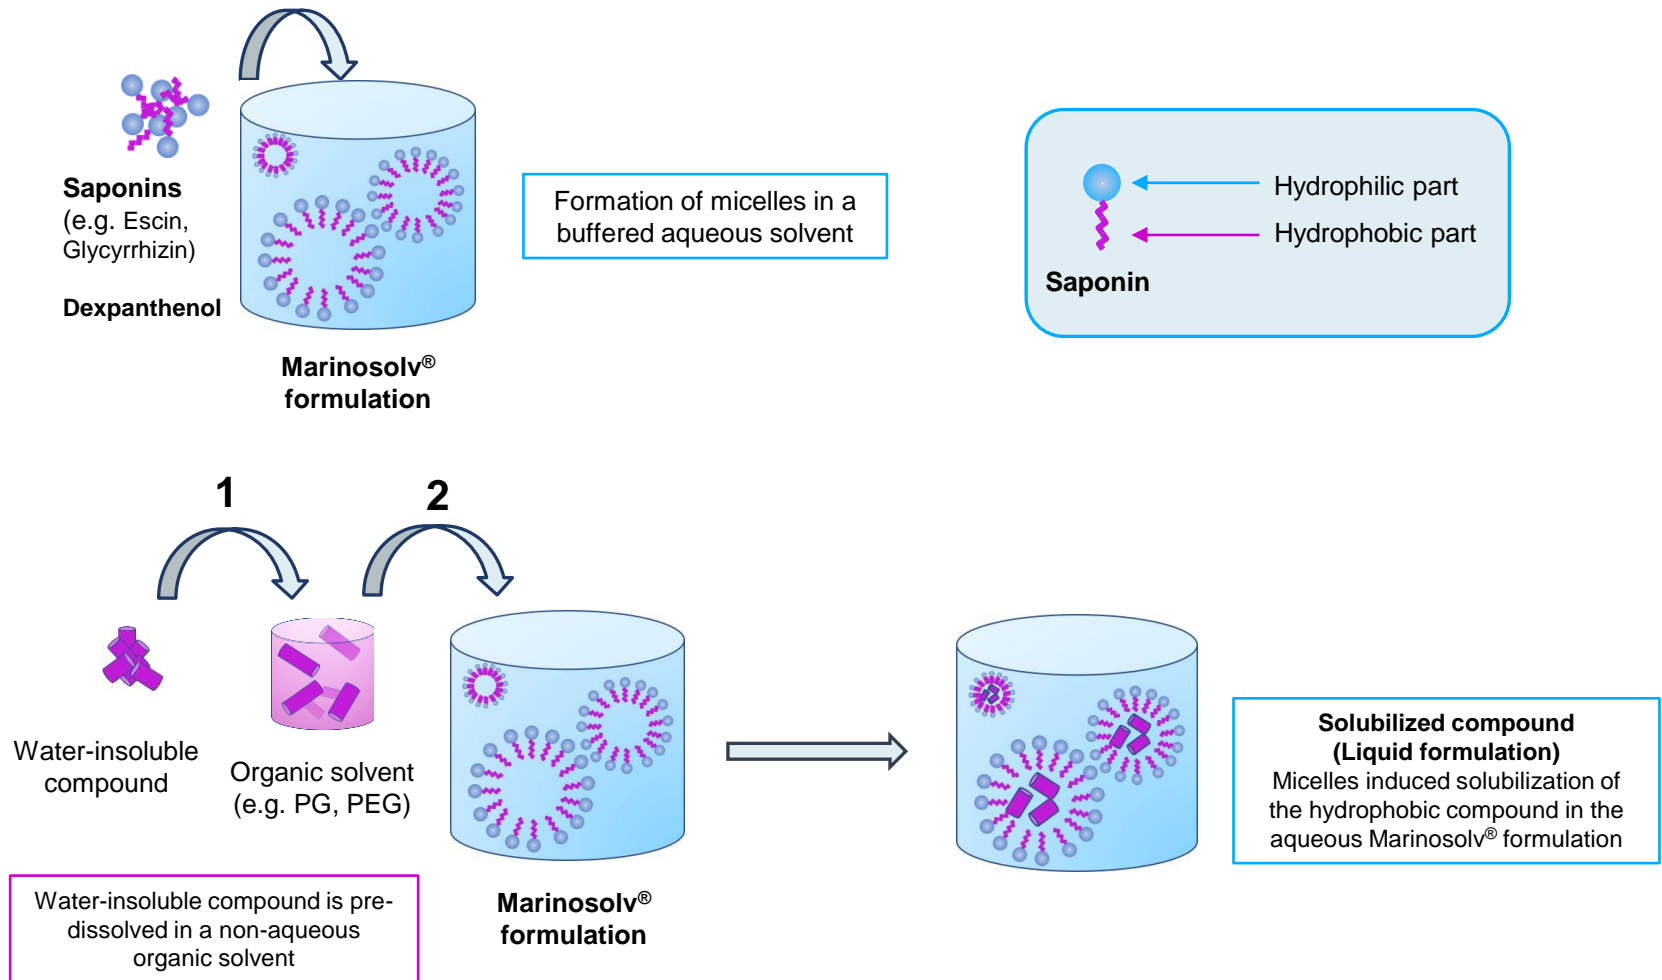 Saponins
(e.g. Escin,
Glycyrrhizin)
Dexpanthenol
Marinosolv®
formulation
Formation of micelles in a
buffered aqueous solvent
Hydrophilic part
Hydrophobic part
Saponin
1
2
Water-insoluble
compound
Organic solvent
(e.g. PG, PEG)
Water-insoluble compound is pre-
dissolved in a non-aqueous
organic solvent
Marinosolv®
formulation
Solubilized compound
(Liquid formulation)
Micelles induced solubilization of
the hydrophobic compound in the
aqueous Marinosolv® formulation